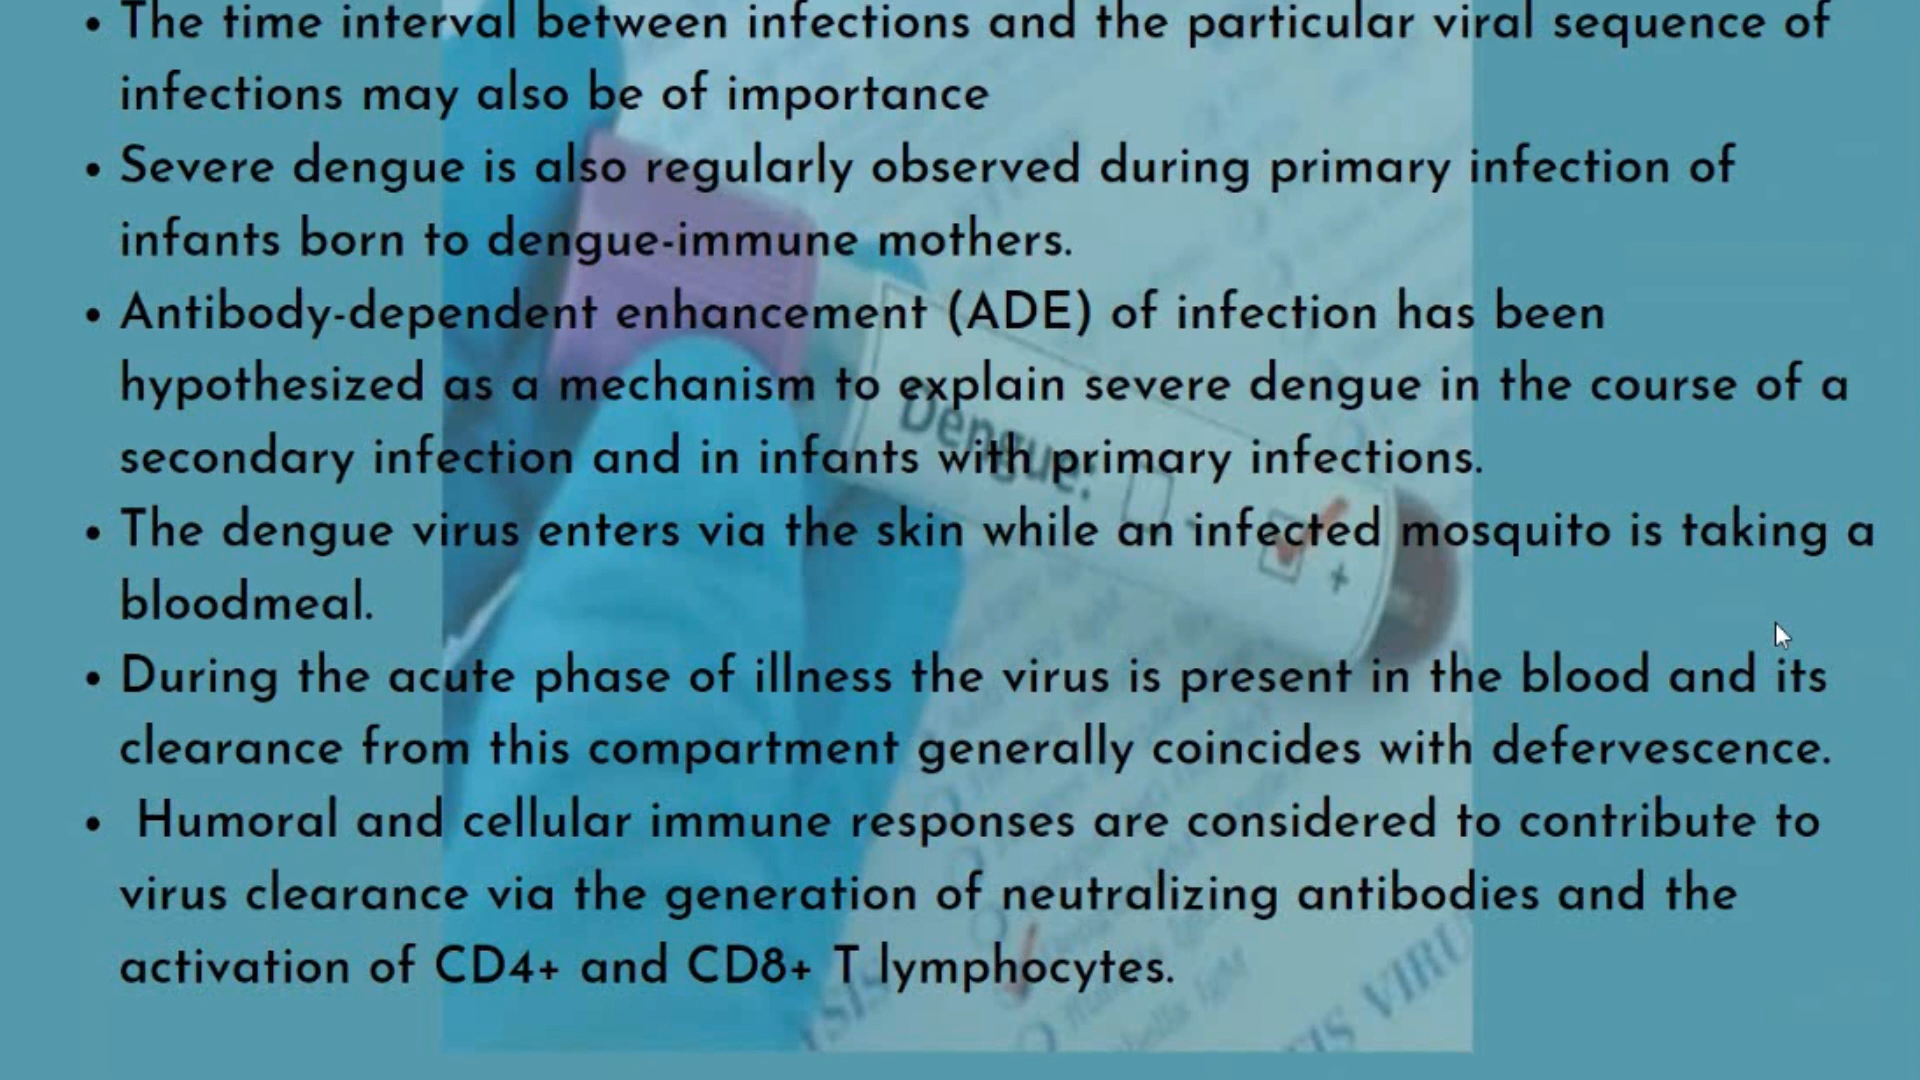 • The time interval between infections and the particular viral sequence of
infections may also be of importance
• Severe dengue is also regularly observed during primary infection of
infants born to dengue-immune mothers.
• Antibody-dependent enhancement (ADE) of infection has been
hypothesized as a mechanism to explain severe dengue in the course of a
secondary infection and in infants with primary infections.
• The dengue virus enters via the skin while an infected mosquito is taking a
bloodmeal.
• During the acute phase of illness the virus is present in the blood and its
clearance from this compartment generally coincides with defervescence.
• Humoral and cellular immune responses are considered to contribute to
virus clearance via the generation of neutralizing antibodies and the
activation of CD4+ and CD8+ T lymphocytes.
Dengue: - +